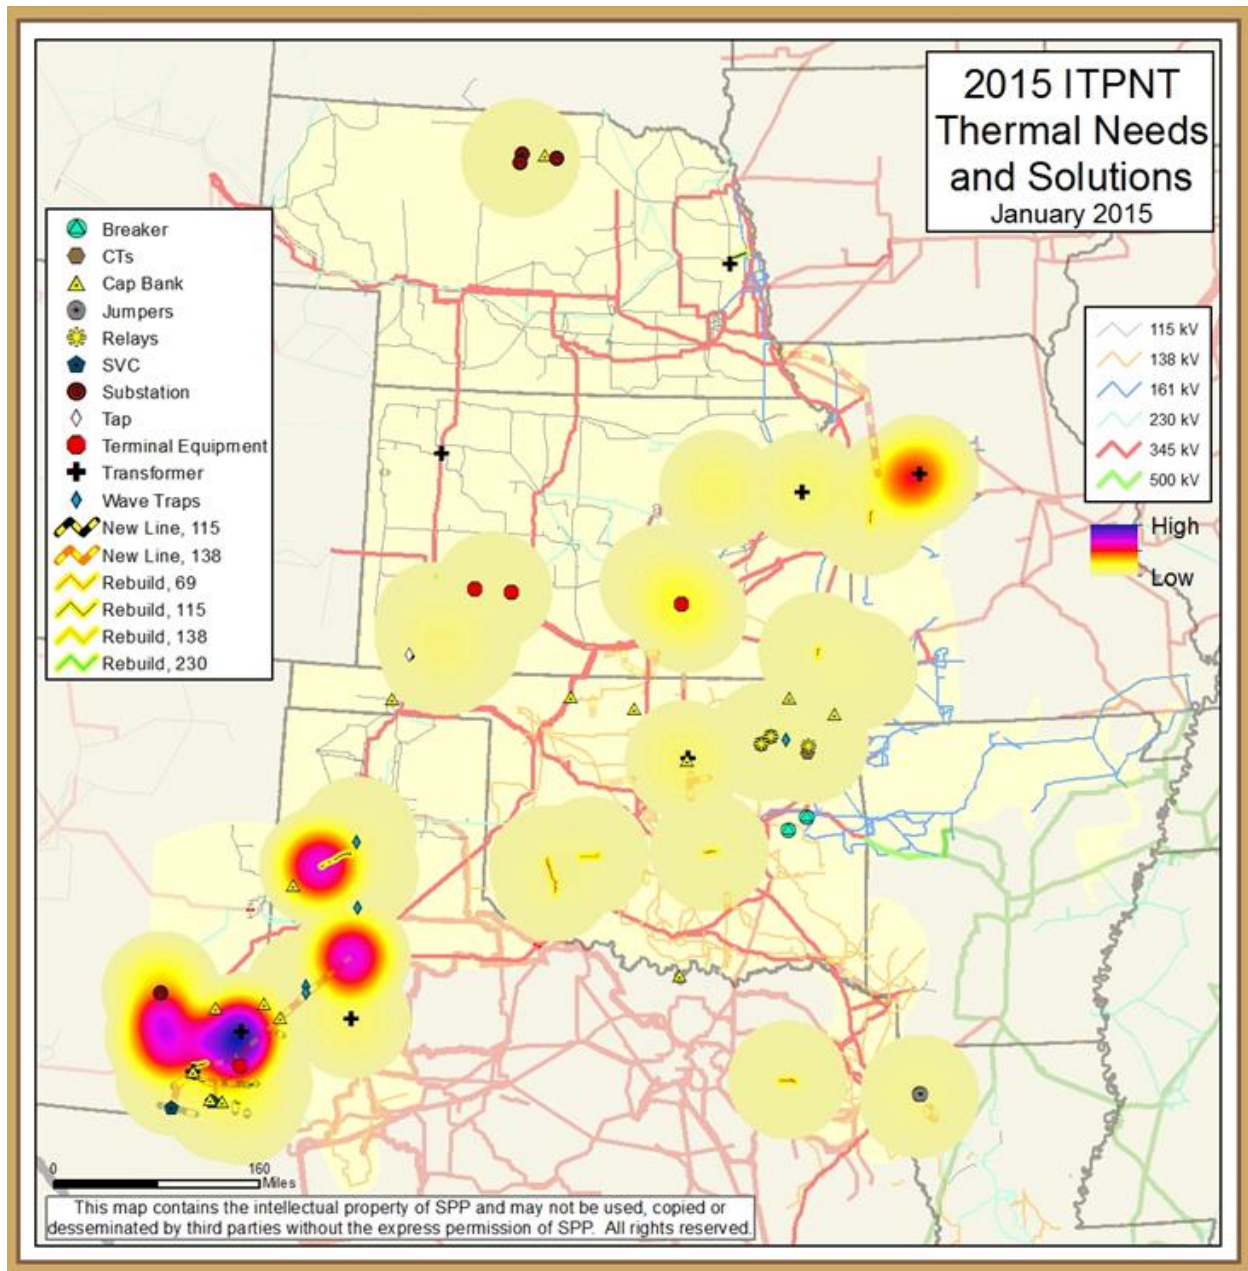 2015 ITPNT
Thermal Needs
and Solutions
January 2015
Breaker
CTs
Cap Bank
Jumpers
Relays
SVC
Substation
Tap
Terminal Equipment
Transformer
Wave Traps
New Line, 115
New Line, 138
Rebuild, 69
Rebuild, 115
Rebuild, 138
Rebuild, 230
115 kV
138 kV
161 kV
230 kV
345 kV
500 kV
High
Low
0 160
Miles
This map contains the intellectual property of SPP and may not be used, copied or
desseminated by third parties without the express permission of SPP. All rights reserved.